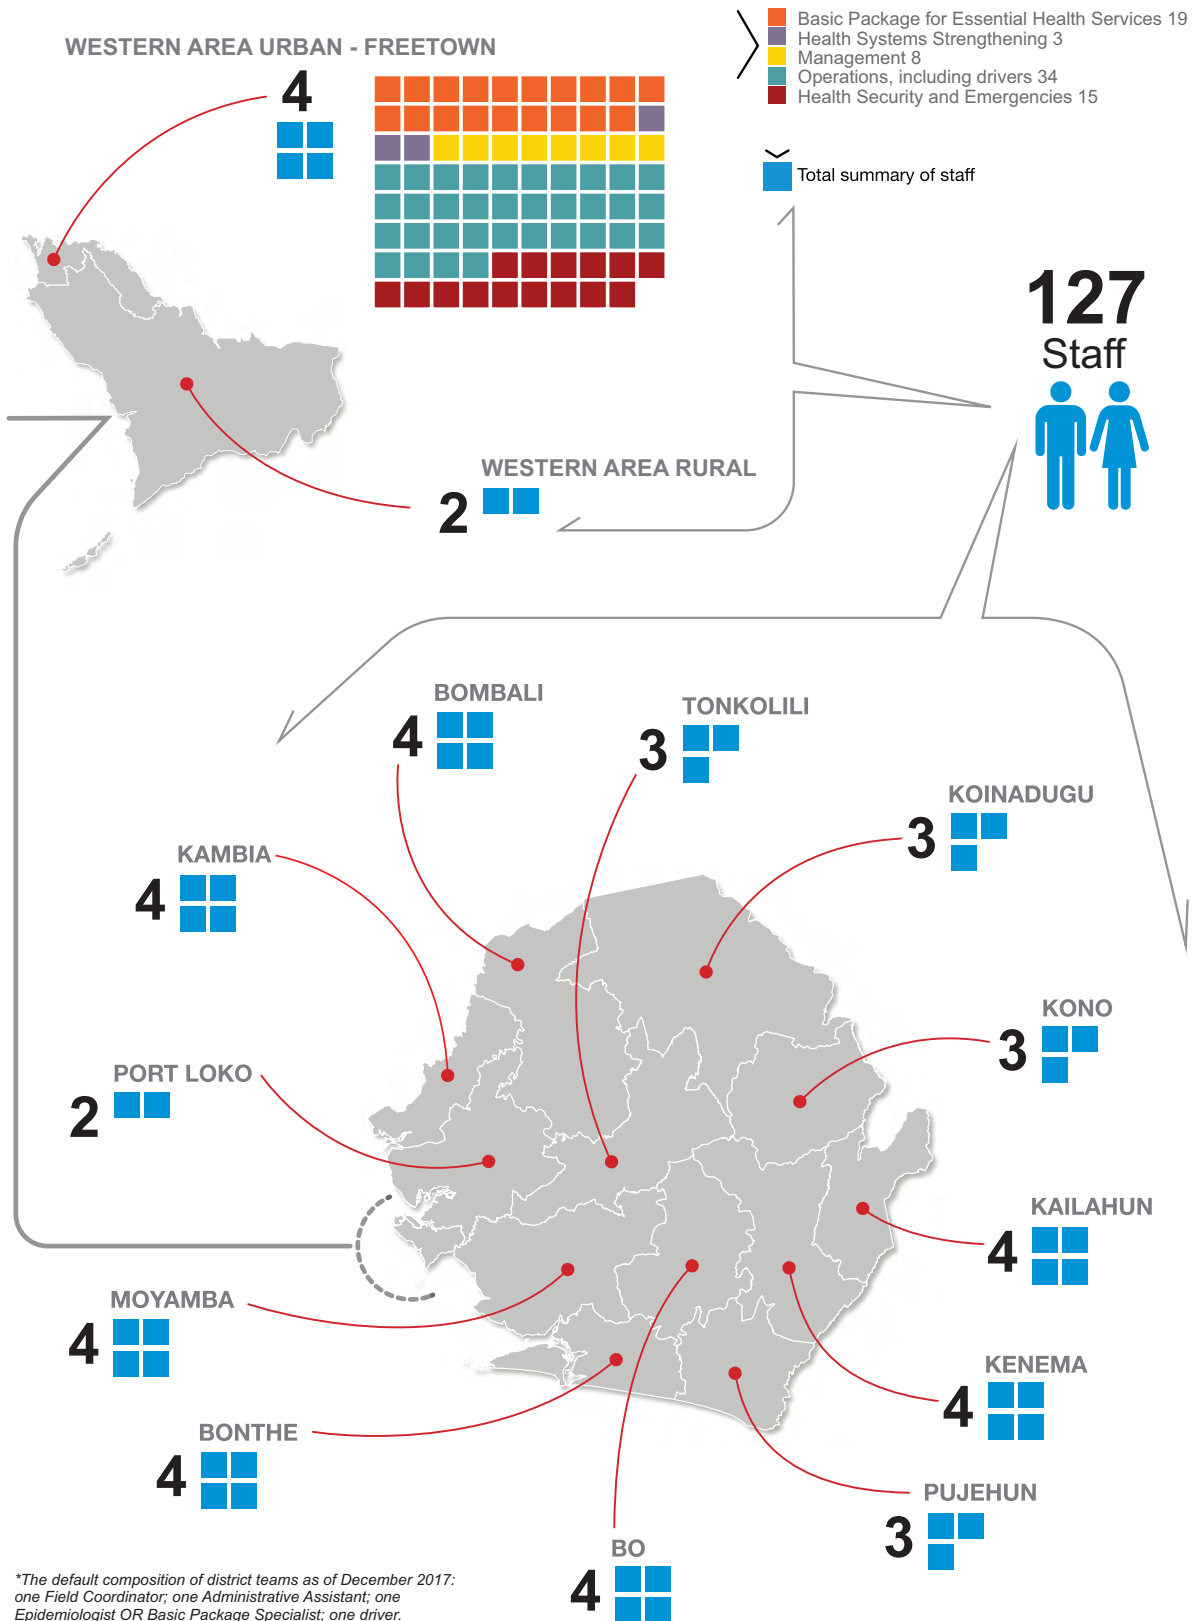 WESTERN AREA URBAN - FREETOWN
4
Basic Package for Essential Health Services 19
Health Systems Strengthening 3
Management 8
Operations, including drivers 34
Health Security and Emergencies 15
Total summary of staff
127
Staff
WESTERN AREA RURAL
2
BOMBALI
4
TONKOLILI
3
KOINADUGU
3
KAMBIA
4
KONO
3
PORT LOKO
2
KAILAHUN
4
MOYAMBA
4
KENEMA
4
BONTHE
4
PUJEHUN
3
BO
4
*The default composition of district teams as of December 2017:
one Field Coordinator; one Administrative Assistant; one
Epidemiologist OR Basic Package Specialist; one driver.